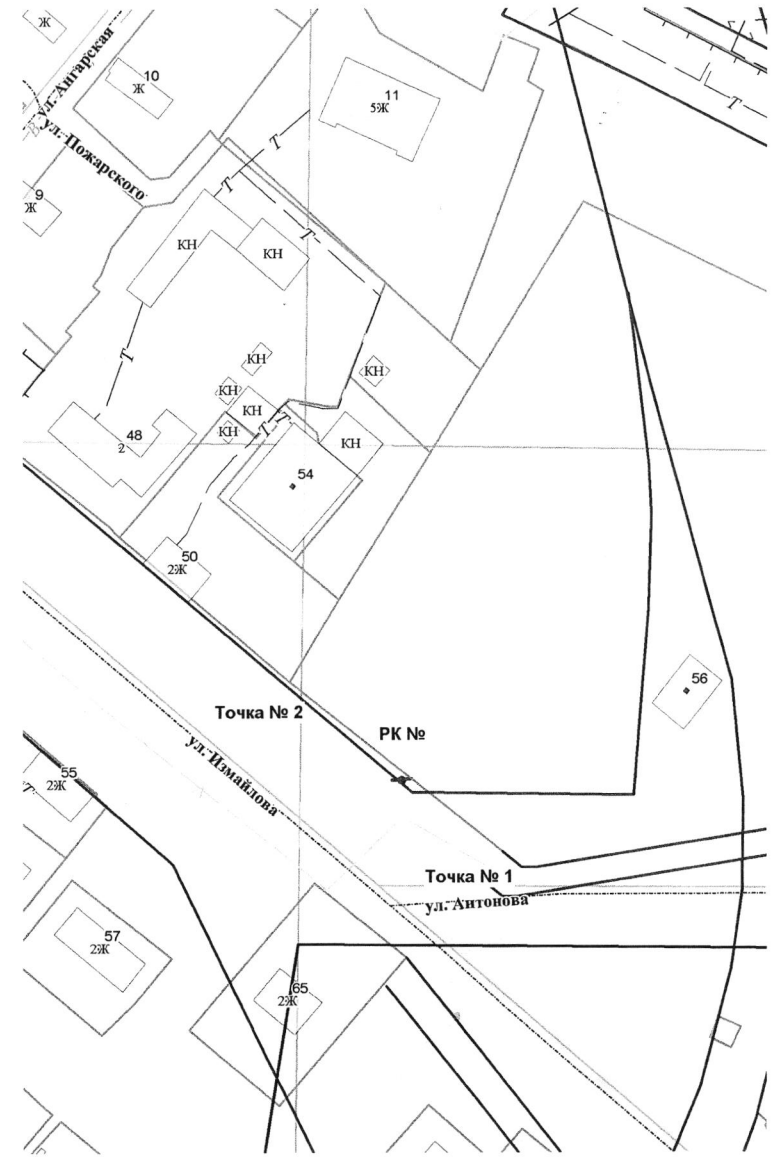 Ж
ул. Ангарская
10
Ж
11
5Ж
Т
ул. Пожарского
Т
Т
9
Ж
КН
КН
Т
Т
КН
КН
КН
КН
КН
КН
Т
Т
48
2
54
50
2Ж
56
Точка № 2
РК №
ул. Измайлова
55
2Ж
Т
Точка № 1
ул. Антонова
57
2Ж
65
2Ж